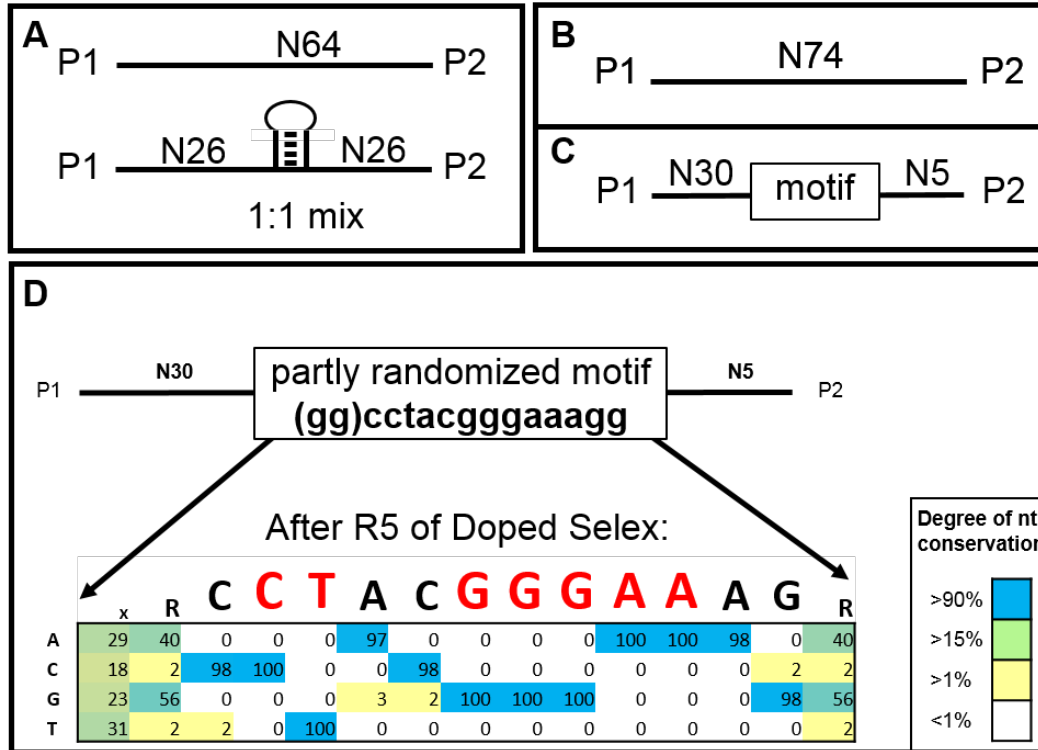 A
N64
P1 P2
N26 N26
P1 P2
1:1 mix
B
N74
P1 P2
C
N30 motif N5
P1 P2
D
N30 partly randomized motif N5
P1 (gg)cctacgggaaagg P2
After R5 of Doped Selex:
x R C C T A C G G G A A A G R
A 29 40 0 0 0 97 0 0 0 0 100 100 98 0 40
C 18 2 98 100 0 0 98 0 0 0 0 0 0 2 2
G 23 56 0 0 0 3 2 100 100 100 0 0 0 98 56
T 31 2 2 0 100 0 0 0 0 0 0 0 0 0 2
Degree of nt
conservation
>90%
>15%
>1%
<1%